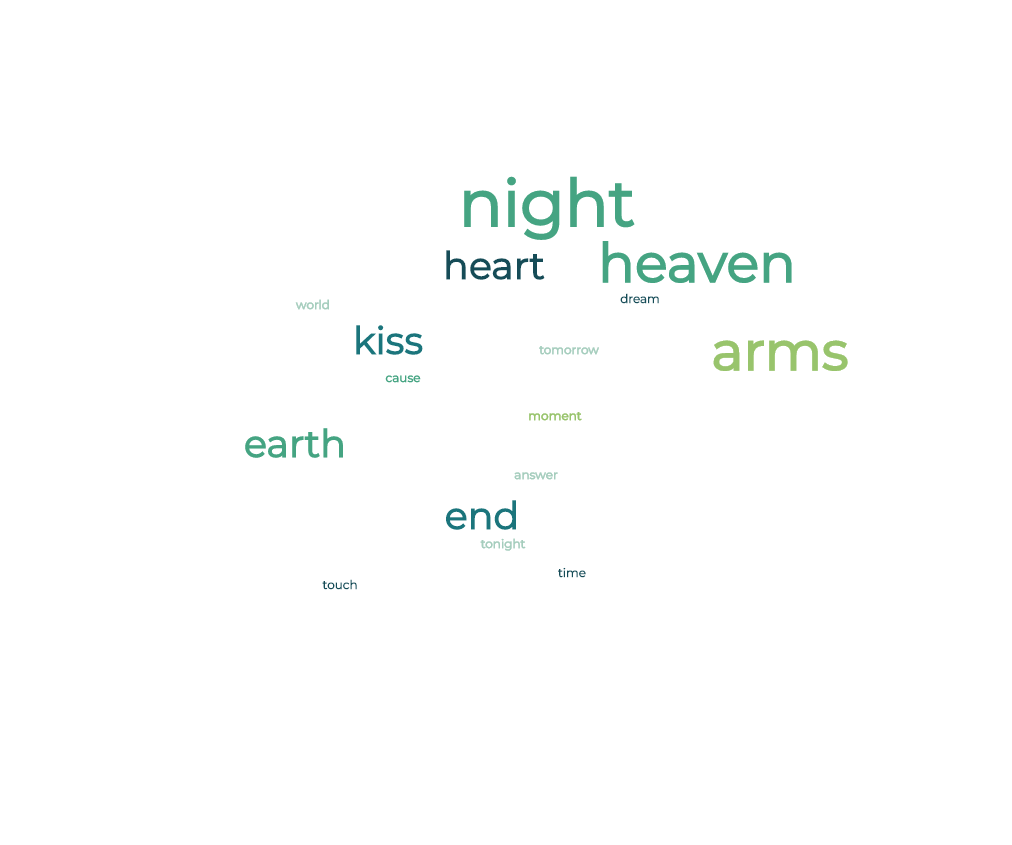 night
heart
heaven
dream
world
kiss
tomorrow
arms
cause
moment
earth
answer
end
tonight
time
touch